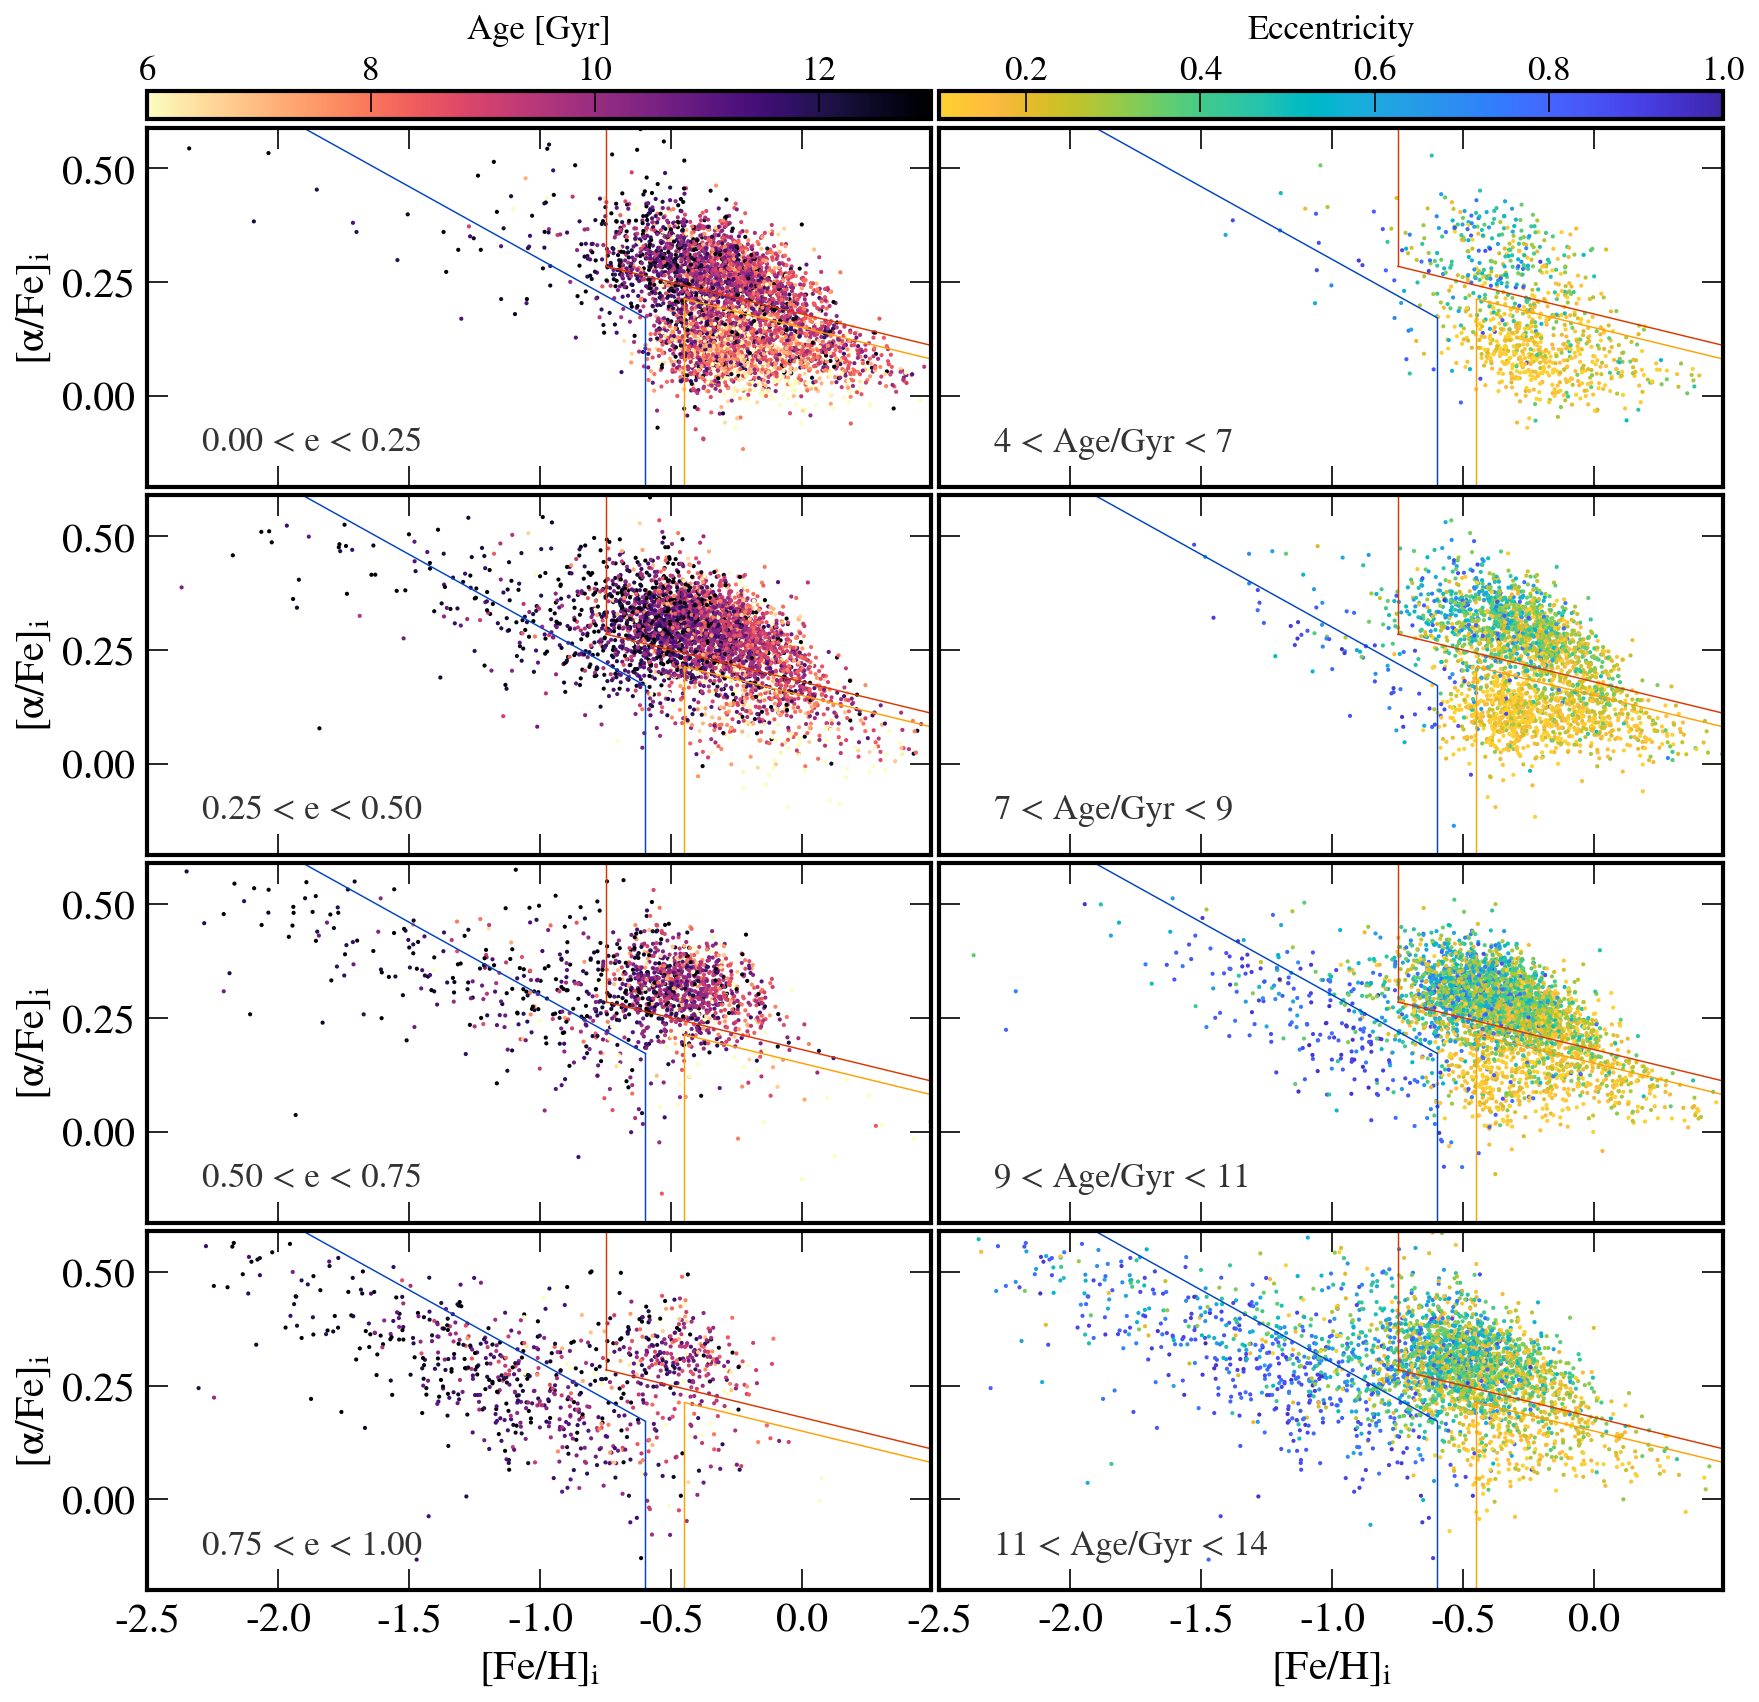 Age [Gyr]
Eccentricity
6 8 10 12
0.2 0.4 0.6 0.8 1.0
0.50
0.25
0.00
[α/Fe]i
0.00 < e < 0.25
4 < Age/Gyr < 7
0.50
0.25
0.00
[α/Fe]i
0.25 < e < 0.50
7 < Age/Gyr < 9
0.50
0.25
0.00
[α/Fe]i
0.50 < e < 0.75
9 < Age/Gyr < 11
0.50
0.25
0.00
[α/Fe]i
0.75 < e < 1.00
11 < Age/Gyr < 14
-2.5 -2.0 -1.5 -1.0 -0.5 0.0
-2.5 -2.0 -1.5 -1.0 -0.5 0.0
[Fe/H]i
[Fe/H]i